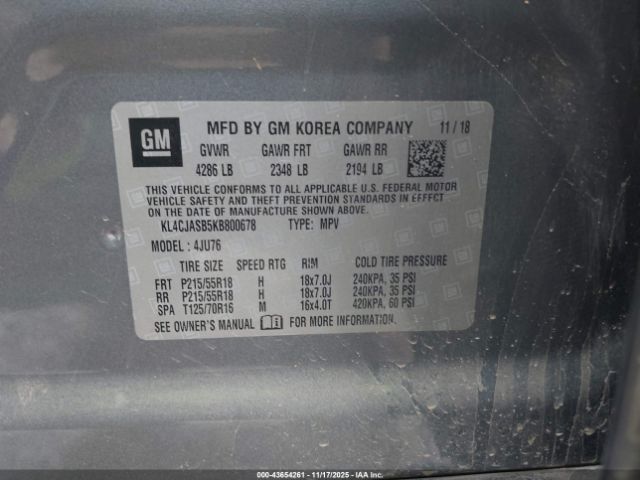 GM
MFD BY GM KOREA COMPANY 11 / 18
GVWR GAWR FRT GAWR RR
4286 LB 2348 LB 2194 LB
THIS VEHICLE CONFORMS TO ALL APPLICABLE U.S. FEDERAL MOTOR
VEHICLE SAFETY AND THEFT PREVENTION STANDARDS IN EFFECT
ON THE DATE OF MANUFACTURE SHOWN ABOVE.
KL4CJASB5KB800678 TYPE: MPV
MODEL: 4JU76
TIRE SIZE SPEED RTG RIM COLD TIRE PRESSURE
FRT P215/55R18 H 18x7.0J 240KPA, 35 PSI
RR P215/55R18 H 18x7.0J 240KPA, 35 PSI
SPA T125/70R16 M 16x4.0T 420KPA, 60 PSI
SEE OWNER'S MANUAL FOR MORE INFORMATION.
000-43654261 - 11/17/2025 - IAA